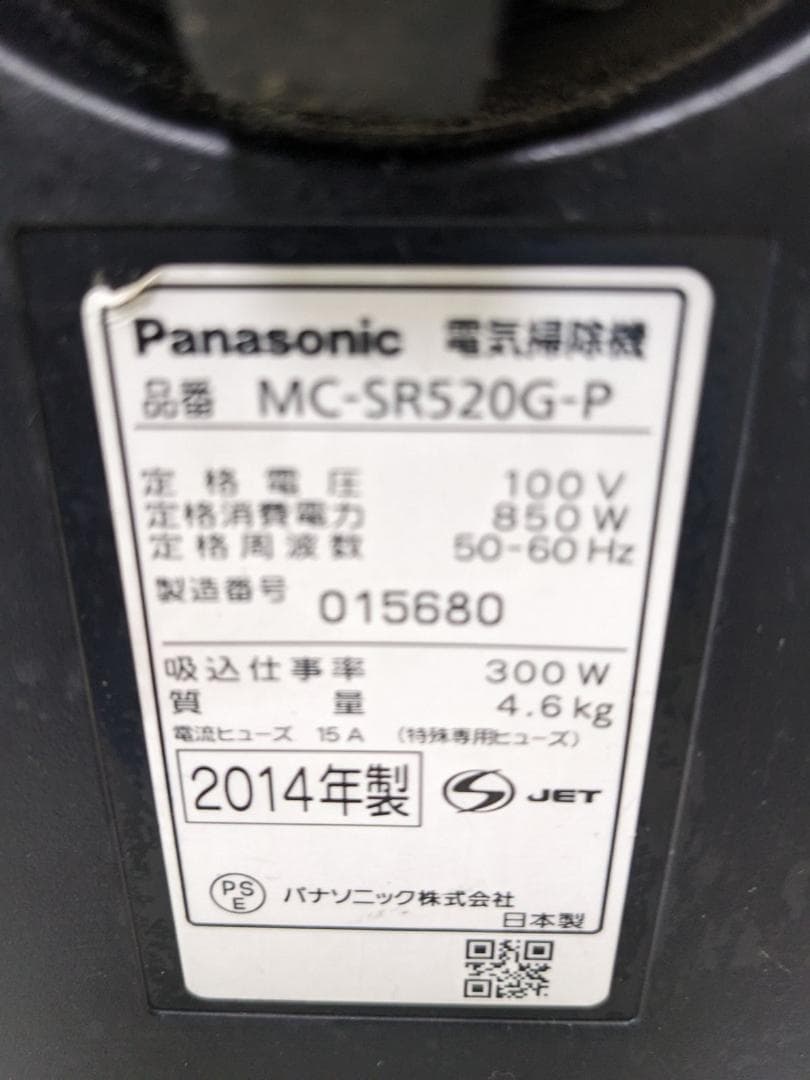 Panasonic 電気掃除機
品番 MC-SR520G-P
定格電圧 100V
定格消費電力 850W
定格周波数 50-60Hz
製造番号 015680
吸込仕事率 300W
質量 4.6kg
電流ヒューズ 15A (特殊専用ヒューズ)
2014年製 S JET
PSE パナソニック株式会社
日本製